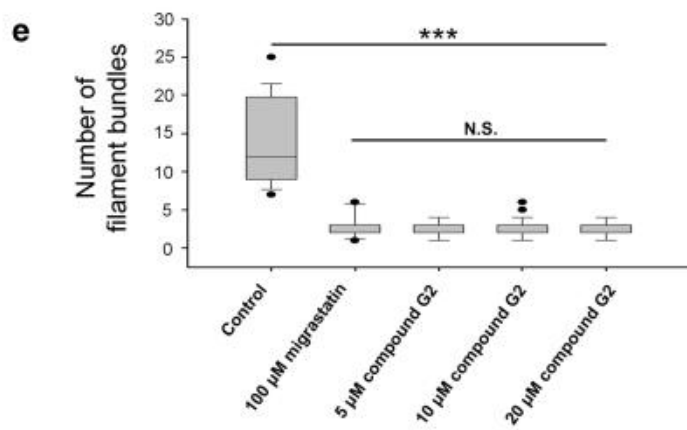 e
Number of
filament bundles
30
25
20
15
10
5
0
***
N.S.
Control
100 µM migrastatin
5 µM compound G2
10 µM compound G2
20 µM compound G2